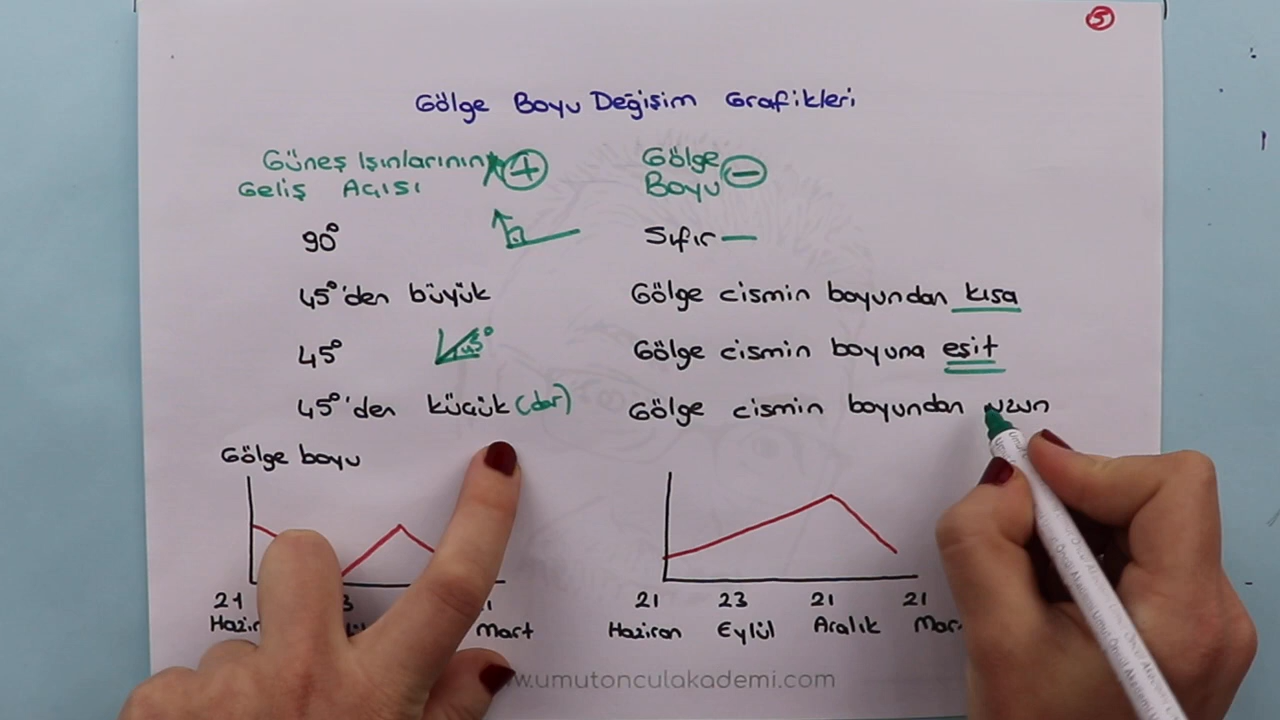 5
Gölge Boyu Değişim Grafikleri
Güneş Işınlarının +
Geliş Açısı
Gölge
Boyu −
90°
Sıfır
45°'den büyük
Gölge cismin boyundan kısa
45°
45°
Gölge cismin boyuna eşit
45°'den küçük (dar)
Gölge cismin boyundan uzun
Gölge boyu
21
21 23 21 21
Mart
Haziran Eylül Aralık
www.umutonculakademi.com